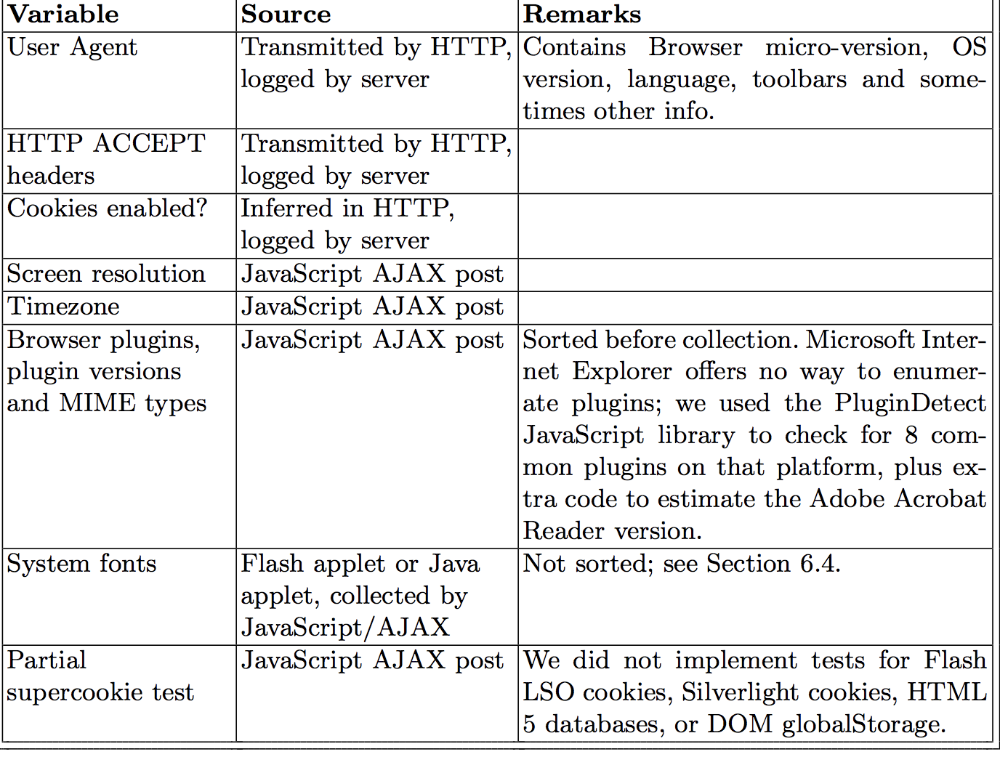 Variable Source Remarks
User Agent Transmitted by HTTP, Contains Browser micro-version, OS
logged by server version, language, toolbars and some-
times other info.
HTTP ACCEPT Transmitted by HTTP,
headers logged by server
Cookies enabled? Inferred in HTTP,
logged by server
Screen resolution JavaScript AJAX post
Timezone JavaScript AJAX post
Browser plugins, JavaScript AJAX post Sorted before collection. Microsoft Inter-
plugin versions net Explorer offers no way to enumer-
and MIME types ate plugins; we used the PluginDetect
JavaScript library to check for 8 com-
mon plugins on that platform, plus ex-
tra code to estimate the Adobe Acrobat
Reader version.
System fonts Flash applet or Java Not sorted; see Section 6.4.
applet, collected by
JavaScript/AJAX
Partial JavaScript AJAX post We did not implement tests for Flash
supercookie test LSO cookies, Silverlight cookies, HTML
5 databases, or DOM globalStorage.